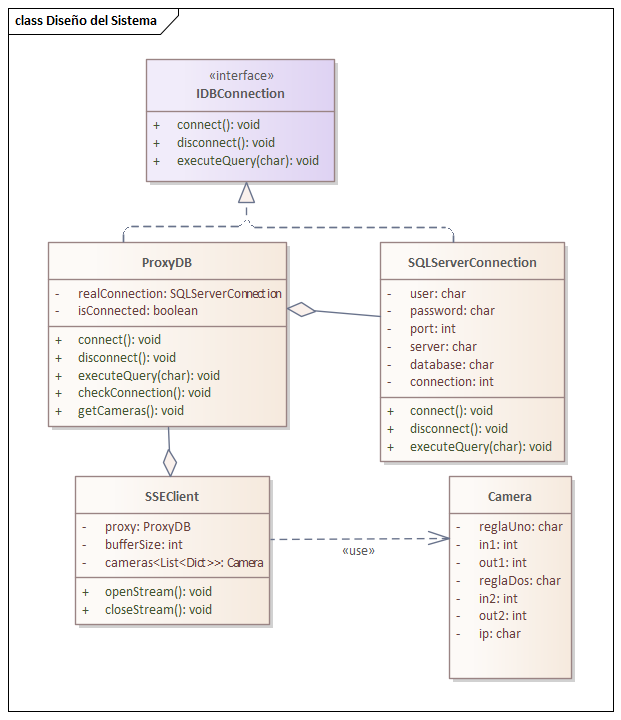 class Diseño del Sistema
«interface»
IDBConnection
+ connect(): void
+ disconnect(): void
+ executeQuery(char): void
ProxyDB
- realConnection: SQLServerConnection
- isConnected: boolean
+ connect(): void
+ disconnect(): void
+ executeQuery(char): void
+ checkConnection(): void
+ getCameras(): void
SQLServerConnection
- user: char
- password: char
- port: int
- server: char
- database: char
- connection: int
+ connect(): void
+ disconnect(): void
+ executeQuery(char): void
SSEClient
- proxy: ProxyDB
- bufferSize: int
- cameras<List<Dict>>: Camera
+ openStream(): void
+ closeStream(): void
«use»
Camera
- reglaUno: char
- in1: int
- out1: int
- reglaDos: char
- in2: int
- out2: int
- ip: char